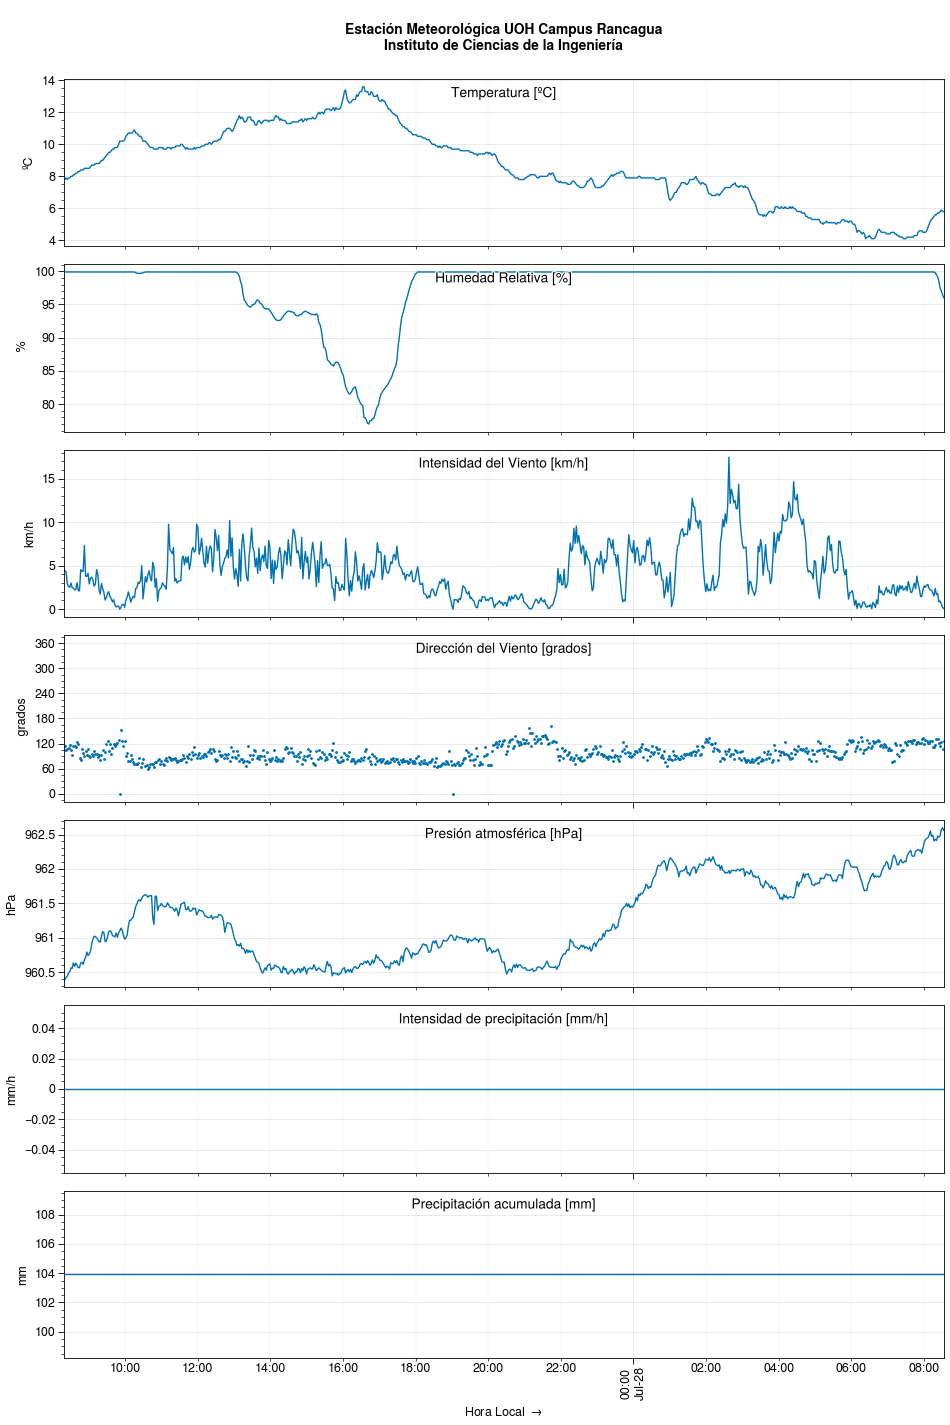 Estación Meteorológica UOH Campus Rancagua
Instituto de Ciencias de la Ingeniería
Temperatura [ºC]
14
12
10
8
6
4
ºC
Humedad Relativa [%]
100
95
90
85
80
%
Intensidad del Viento [km/h]
15
10
5
0
km/h
Dirección del Viento [grados]
360
300
240
180
120
60
0
grados
Presión atmosférica [hPa]
962.5
962
961.5
961
960.5
hPa
Intensidad de precipitación [mm/h]
0.04
0.02
0
−0.02
−0.04
mm/h
Precipitación acumulada [mm]
108
106
104
102
100
mm
10:00 12:00 14:00 16:00 18:00 20:00 22:00 00:00 02:00 04:00 06:00 08:00
Jul-28
Hora Local →